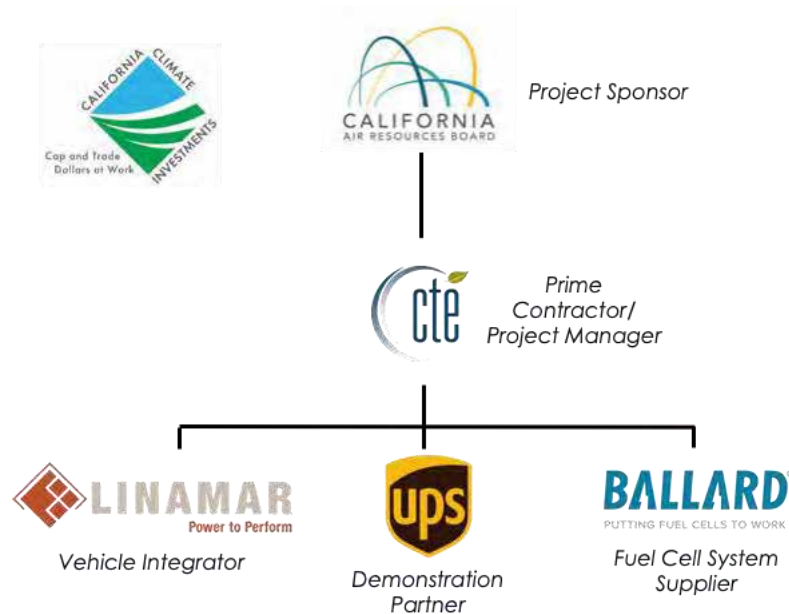 CALIFORNIA CLIMATE
INVESTMENTS
Cap and Trade
Dollars at Work
CALIFORNIA
AIR RESOURCES BOARD
Project Sponsor
cte
Prime
Contractor/
Project Manager
LINAMAR
Power to Perform
Vehicle Integrator
ups
Demonstration
Partner
BALLARD
PUTTING FUEL CELLS TO WORK
Fuel Cell System
Supplier